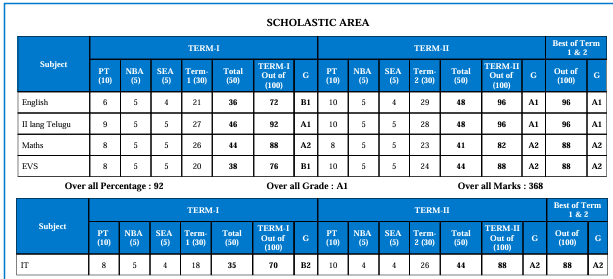 SCHOLASTIC AREA
Subject TERM-I TERM-II Best of Term 1 & 2
PT (10) NBA (5) SEA (5) Term-1 (30) Total (50) TERM-I Out of (100) G PT (10) NBA (5) SEA (5) Term-2 (30) Total (50) TERM-II Out of (100) G Out of (100) G
English 6 5 4 21 36 72 B1 10 5 4 29 48 96 A1 96 A1
II lang Telugu 9 5 5 27 46 92 A1 10 5 5 28 48 96 A1 96 A1
Maths 8 5 5 26 44 88 A2 8 5 5 23 41 82 A2 88 A2
EVS 8 5 5 20 38 76 B1 10 5 5 24 44 88 A2 88 A2
Over all Percentage : 92 Over all Grade : A1 Over all Marks : 368
Subject TERM-I TERM-II Best of Term 1 & 2
PT (10) NBA (5) SEA (5) Term-1 (30) Total (50) TERM-I Out of (100) G PT (10) NBA (5) SEA (5) Term-2 (30) Total (50) TERM-II Out of (100) G Out of (100) G
IT 8 5 4 18 35 70 B2 10 4 4 26 44 88 A2 88 A2